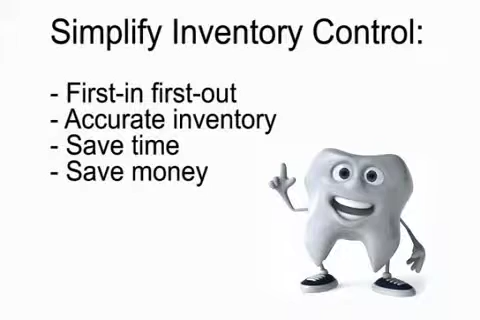 Simplify Inventory Control:
- First-in first-out
- Accurate inventory
- Save time
- Save money